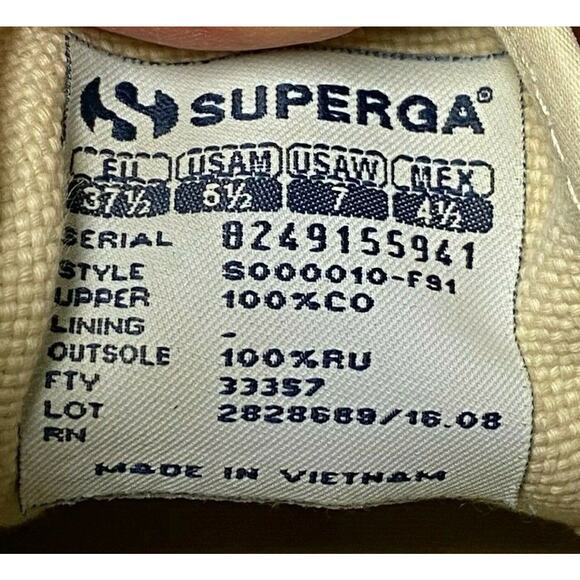 SUPERGA®
EU USAM USAW MEX
37½ 5½ 7 4½
SERIAL 8249155941
STYLE S000010-F91
UPPER 100%CO
LINING -
OUTSOLE 100%RU
FTY 33357
LOT 2828689/16.08
RN
MADE IN VIETNAM